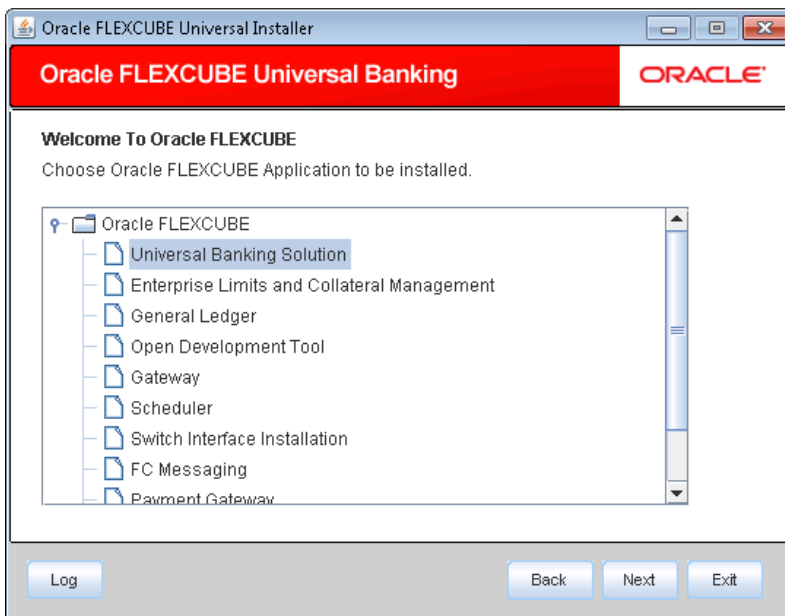 Oracle FLEXCUBE Universal Installer
Oracle FLEXCUBE Universal Banking
ORACLE®
Welcome To Oracle FLEXCUBE
Choose Oracle FLEXCUBE Application to be installed.
Oracle FLEXCUBE
Universal Banking Solution
Enterprise Limits and Collateral Management
General Ledger
Open Development Tool
Gateway
Scheduler
Switch Interface Installation
FC Messaging
Payment Gateway
Log
Back
Next
Exit